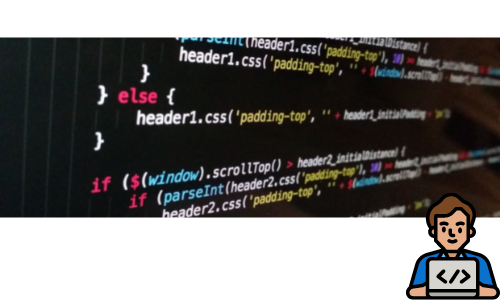 (parseInt(header1.css('padding-top'), 10) header1_initialPadding
header1.css('padding-top', '' + $(window).scrollTop() - header1_initialDistance
}
} else {
header1.css('padding-top', '' + header1_initialPadding + 'px');
}
if ($(window).scrollTop() > header2_initialDistance) {
if (parseInt(header2.css('padding-top'), 10) header2_initialPadding
header2.css('padding-top', '' + $(window).scrollTop()
</>